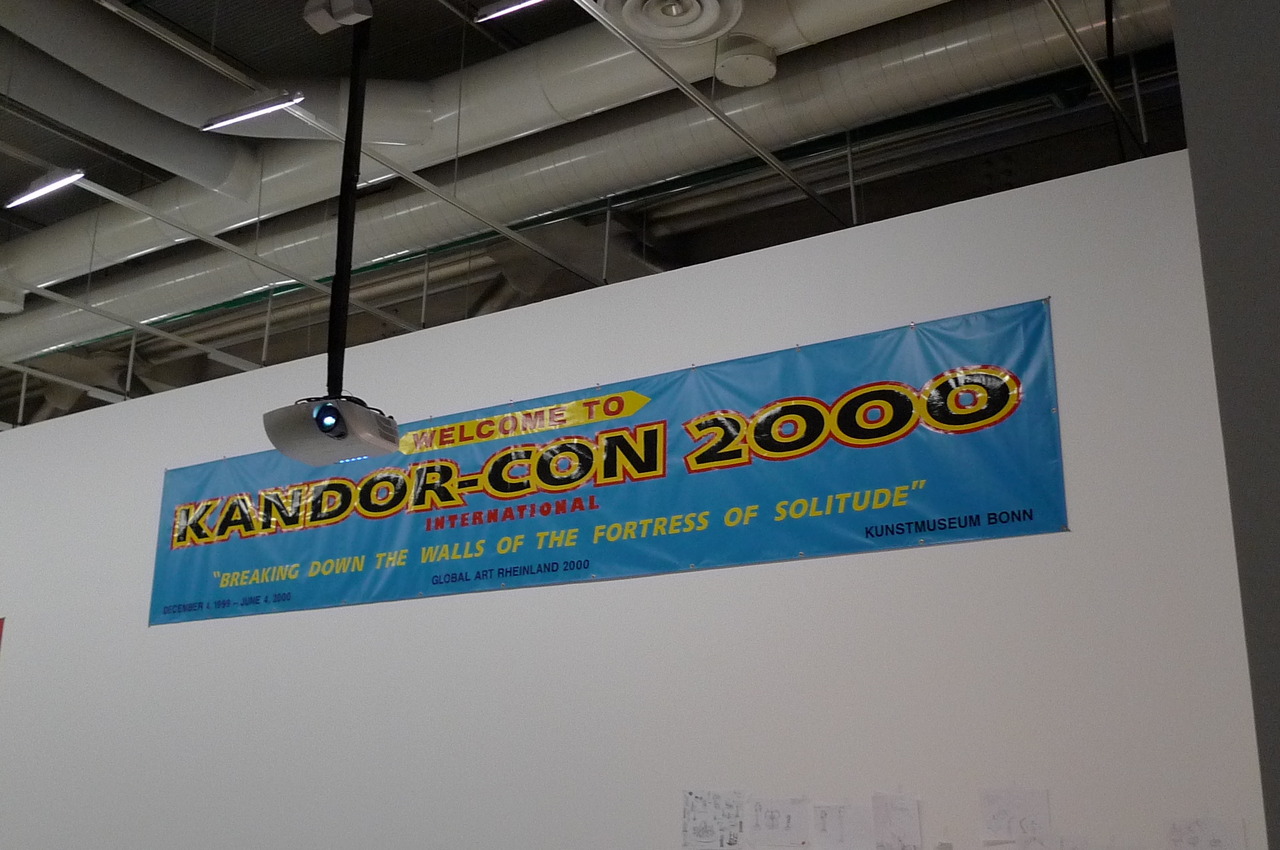 WELCOME TO
KANDOR-CON 2000
INTERNATIONAL
"BREAKING DOWN THE WALLS OF THE FORTRESS OF SOLITUDE"
DECEMBER 4, 1999 – JUNE 4, 2000
GLOBAL ART RHEINLAND 2000
KUNSTMUSEUM BONN